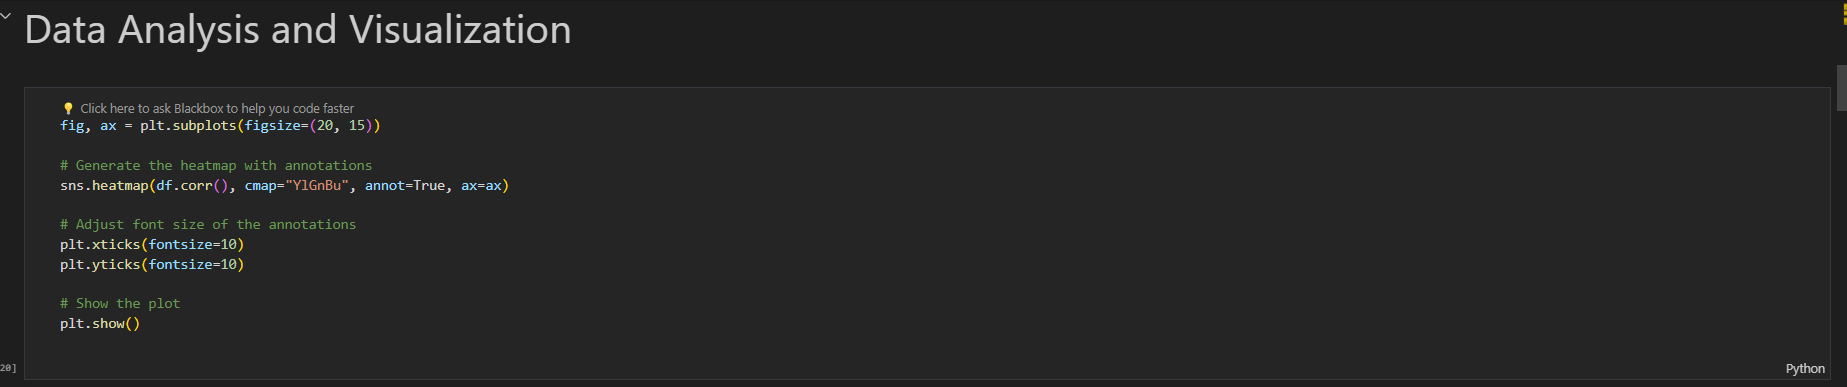 Data Analysis and Visualization
Click here to ask Blackbox to help you code faster
fig, ax = plt.subplots(figsize=(20, 15))
# Generate the heatmap with annotations
sns.heatmap(df.corr(), cmap="YlGnBu", annot=True, ax=ax)
# Adjust font size of the annotations
plt.xticks(fontsize=10)
plt.yticks(fontsize=10)
# Show the plot
plt.show()
20]
Python